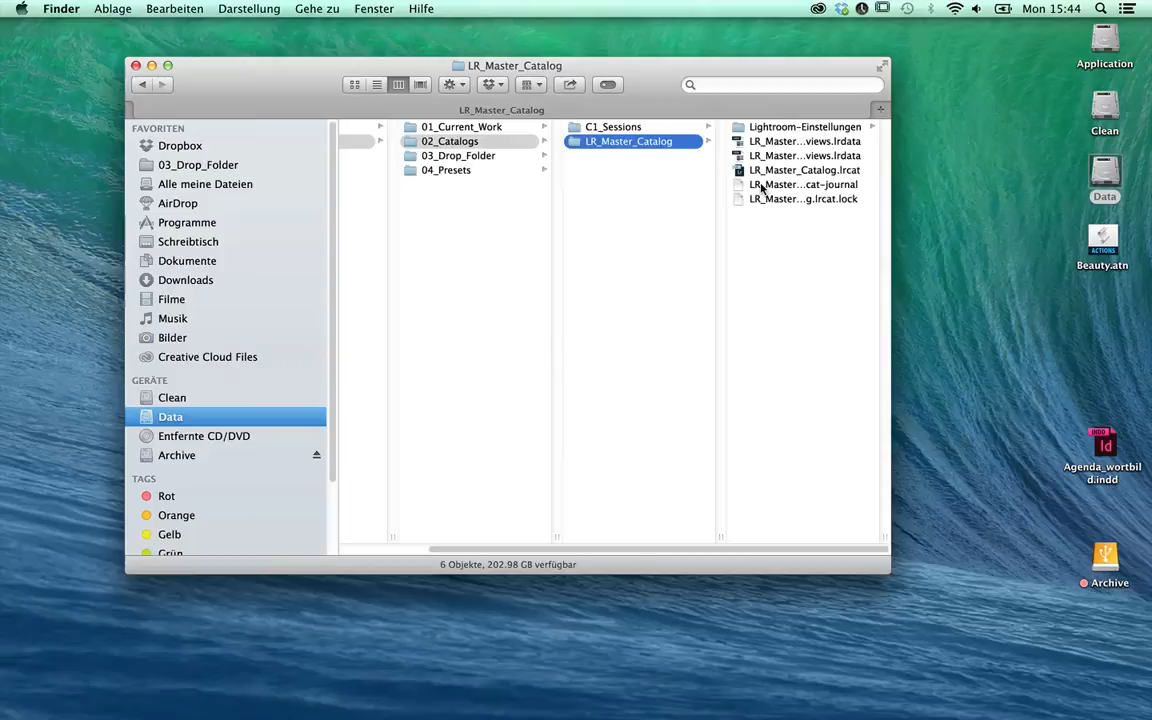 Finder Ablage Bearbeiten Darstellung Gehe zu Fenster Hilfe Mon 15:44
LR_Master_Catalog
LR_Master_Catalog
FAVORITEN
Dropbox
03_Drop_Folder
Alle meine Dateien
AirDrop
Programme
Schreibtisch
Dokumente
Downloads
Filme
Musik
Bilder
Creative Cloud Files
GERÄTE
Clean
Data
Entfernte CD/DVD
Archive
TAGS
Rot
Orange
Gelb
Grün
01_Current_Work
02_Catalogs
03_Drop_Folder
04_Presets
C1_Sessions
LR_Master_Catalog
Lightroom-Einstellungen
LR_Master...views.lrdata
LR_Master...views.lrdata
LR_Master_Catalog.lrcat
LR_Master...cat-journal
LR_Master...g.lrcat.lock
6 Objekte, 202.98 GB verfügbar
Application
Clean
Data
ACTIONS
Beauty.atn
INDD
Id
Agenda_wortbil
d.indd
Archive